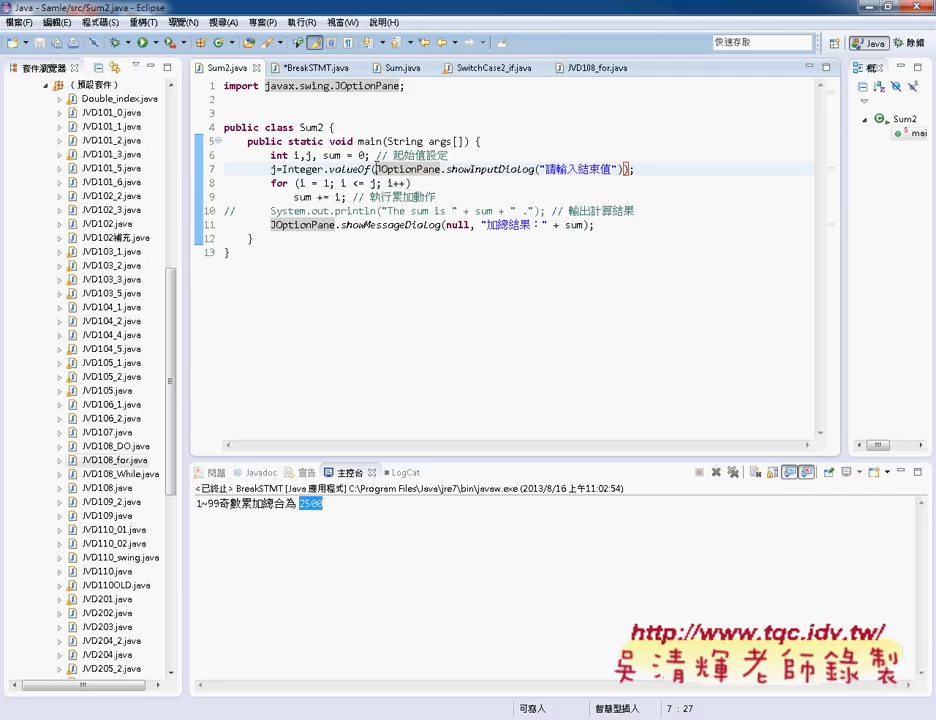 Java - Samle/src/Sum2.java - Eclipse
檔案(F) 編輯(E) 程式碼(S) 重構(T) 導覽(N) 搜尋(A) 專案(P) 執行(R) 視窗(W) 說明(H)
快速存取 Java 除錯
套件瀏覽器 Sum2.java *BreakSTMT.java Sum.java SwitchCase2_if.java JVD108_for.java 概
(預設套件)
Double_index.java
JVD101_0.java
JVD101_1.java
JVD101_2.java
JVD101_3.java
JVD101_5.java
JVD101_6.java
JVD102_2.java
JVD102_3.java
JVD102.java
JVD102補充.java
JVD103_1.java
JVD103_2.java
JVD103_3.java
JVD103_5.java
JVD104_1.java
JVD104_2.java
JVD104_4.java
JVD104_5.java
JVD105_1.java
JVD105_2.java
JVD105.java
JVD106_1.java
JVD106_2.java
JVD107.java
JVD108_DO.java
JVD108_for.java
JVD108_While.java
JVD108.java
JVD109_2.java
JVD109.java
JVD110_01.java
JVD110_02.java
JVD110_swing.java
JVD110.java
JVD110OLD.java
JVD201.java
JVD202.java
JVD203.java
JVD204_2.java
JVD204.java
JVD205_2.java
1 import javax.swing.JOptionPane;
2
3
4 public class Sum2 {
5 public static void main(String args[]) {
6 int i,j, sum = 0; // 起始值設定
7 j=Integer.valueOf(JOptionPane.showInputDialog("請輸入結束值"));
8 for (i = 1; i <= j; i++)
9 sum += i; // 執行累加動作
10 // System.out.println("The sum is " + sum + " ."); // 輸出計算結果
11 JOptionPane.showMessageDialog(null, "加總結果：" + sum);
12 }
13 }
Sum2
mai
問題 Javadoc 宣告 主控台 LogCat
<已終止> BreakSTMT [Java 應用程式] C:\Program Files\Java\jre7\bin\javaw.exe (2013/8/16 上午11:02:54)
1~99奇數累加總合為 2500
http://www.tqc.idv.tw/
吳清輝老師錄製
可寫入 智慧型插入 7 : 27